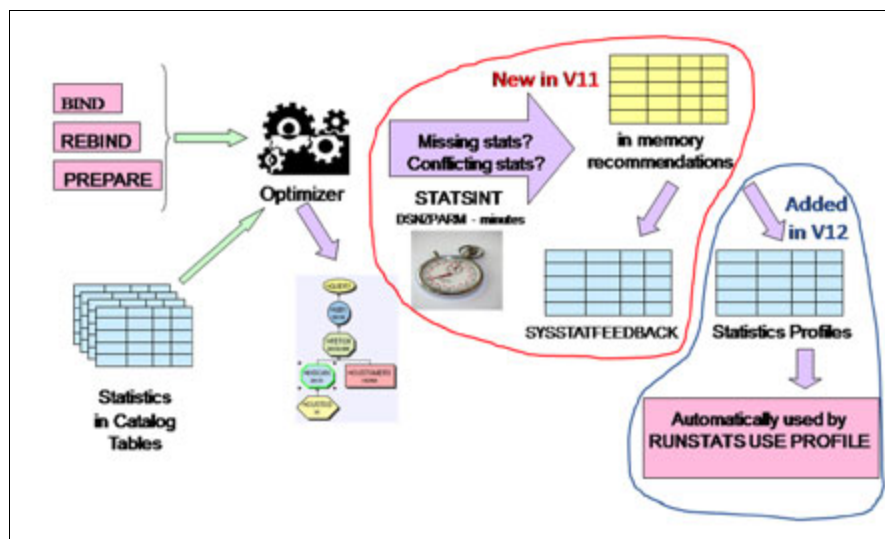 BIND
REBIND
PREPARE
Optimizer
Statistics
in Catalog
Tables
New in V11
Missing stats?
Conflicting stats?
STATSINT
DSNZPARM - minutes
in memory
recommendations
SYSSTATFEEDBACK
Added
in V12
Statistics Profiles
Automatically used by
RUNSTATS USE PROFILE